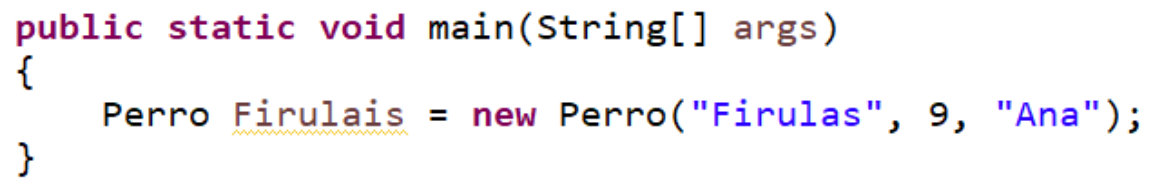 public static void main(String[] args)
{
    Perro Firulais = new Perro("Firulas", 9, "Ana");
}